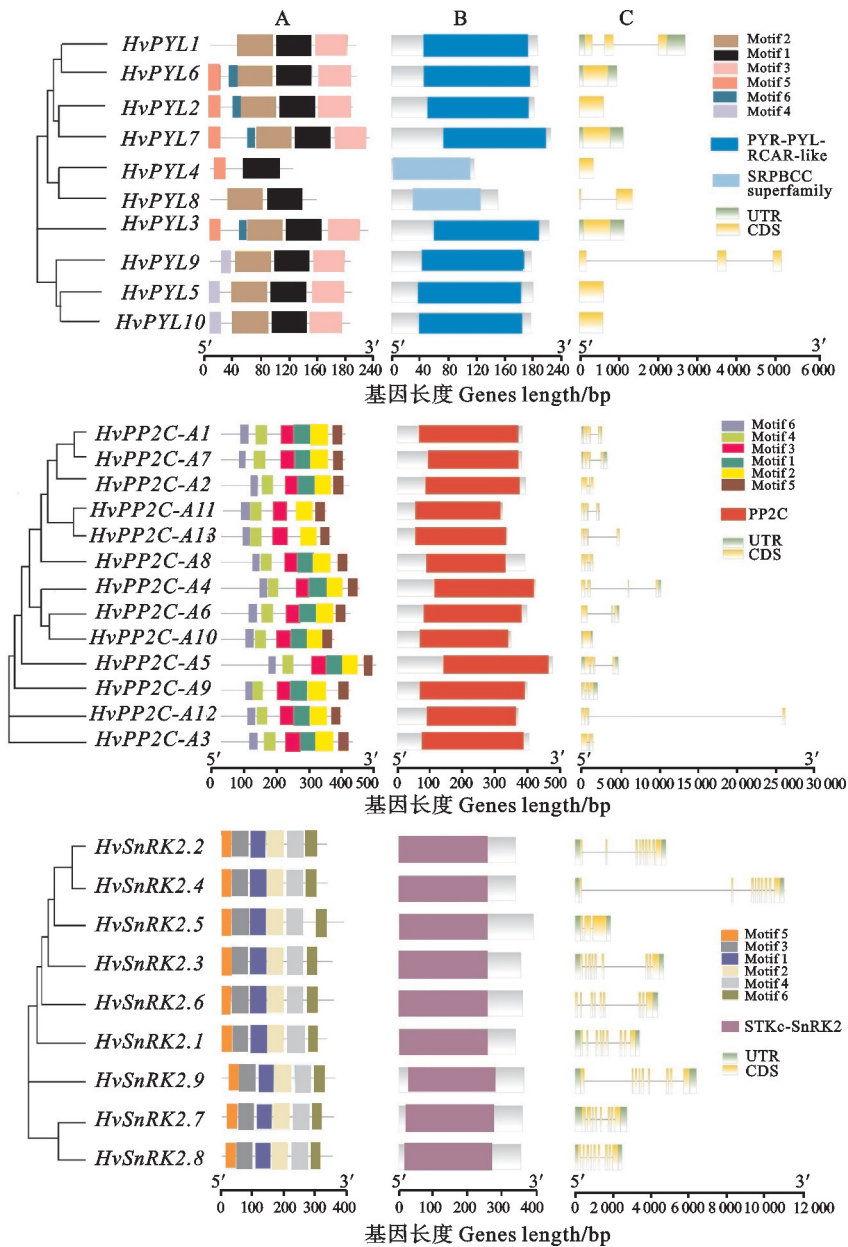 A B C
HvPYL1
HvPYL6
HvPYL2
HvPYL7
HvPYL4
HvPYL8
HvPYL3
HvPYL9
HvPYL5
HvPYL10
Motif 2
Motif 1
Motif 3
Motif 5
Motif 6
Motif 4
PYR-PYL-
RCAR-like
SRPBCC
superfamily
UTR
CDS
5′ 3′ 5′ 3′ 5′ 3′
0 40 80 120 160 200 240
0 40 80 120 160 200 240
0 1 000 2 000 3 000 4 000 5 000 6 000
基因长度 Genes length/bp
HvPP2C-A1
HvPP2C-A7
HvPP2C-A2
HvPP2C-A11
HvPP2C-A13
HvPP2C-A8
HvPP2C-A4
HvPP2C-A6
HvPP2C-A10
HvPP2C-A5
HvPP2C-A9
HvPP2C-A12
HvPP2C-A3
Motif 6
Motif 4
Motif 3
Motif 1
Motif 2
Motif 5
PP2C
UTR
CDS
5′ 3′ 5′ 3′ 5′ 3′
0 100 200 300 400 500
0 100 200 300 400 500
0 5 000 10 000 15 000 20 000 25 000 30 000
基因长度 Genes length/bp
HvSnRK2.2
HvSnRK2.4
HvSnRK2.5
HvSnRK2.3
HvSnRK2.6
HvSnRK2.1
HvSnRK2.9
HvSnRK2.7
HvSnRK2.8
Motif 5
Motif 3
Motif 1
Motif 2
Motif 4
Motif 6
STKc-SnRK2
UTR
CDS
5′ 3′ 5′ 3′ 5′ 3′
0 100 200 300 400
0 100 200 300 400
0 2 000 4 000 6 000 8 000 10 000 12 000
基因长度 Genes length/bp